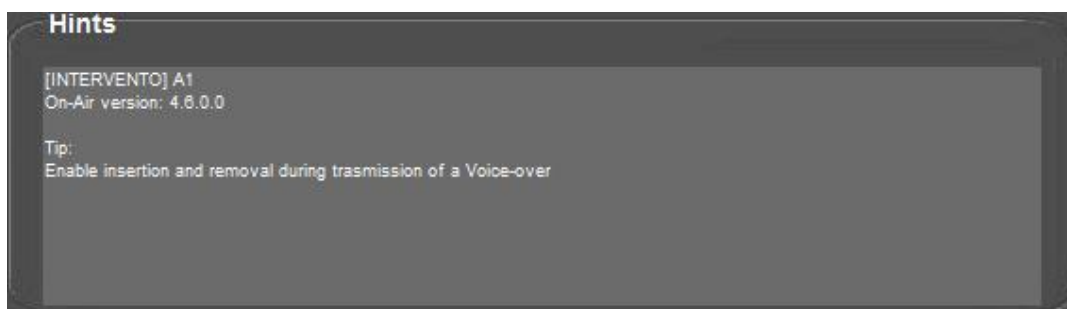 Hints
[INTERVENTO] A1
On-Air version: 4.6.0.0
Tip:
Enable insertion and removal during trasmission of a Voice-over